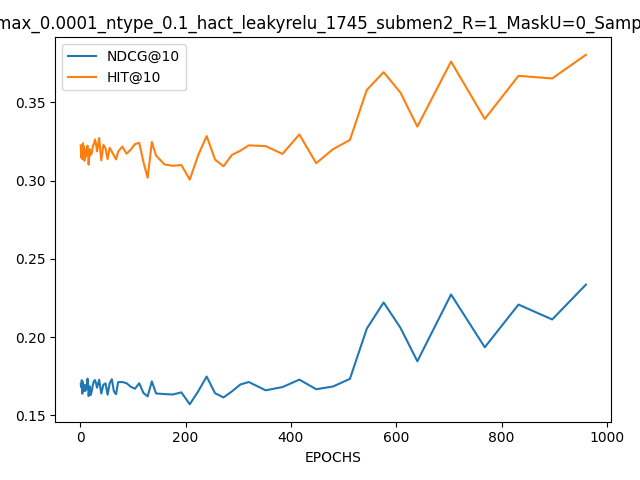 max_0.0001_ntype_0.1_hact_leakyrelu_1745_submen2_R=1_MaskU=0_Samp
NDCG@10
HIT@10
0.35
0.30
0.25
0.20
0.15
0 200 400 600 800 1000
EPOCHS